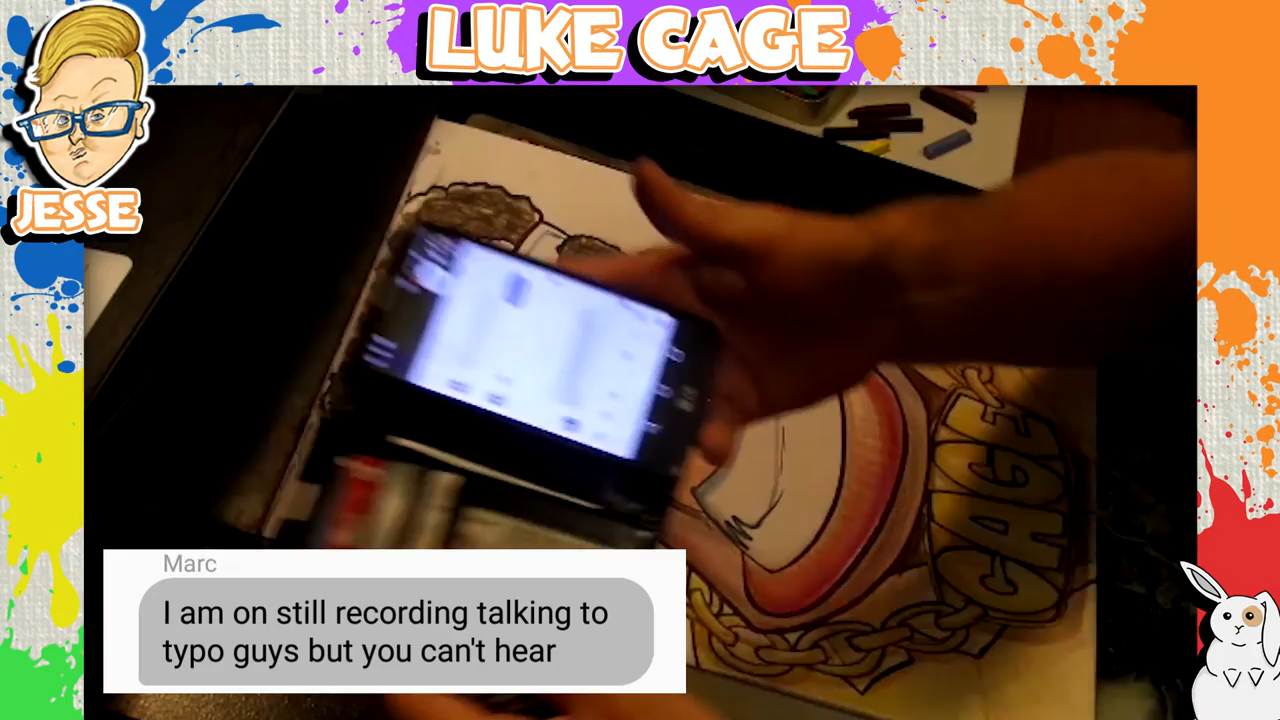 LUKE CAGE
JESSE
CAGE
Marc
I am on still recording talking to
typo guys but you can't hear